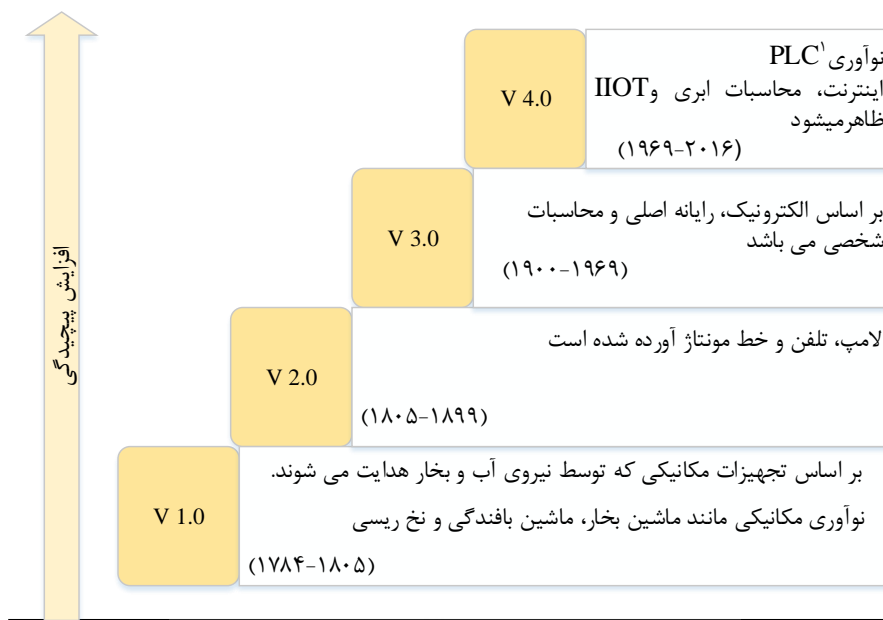 نوآوری PLC۱
اینترنت، محاسبات ابری و IIOT
ظاهرمیشود
(۱۹۶۹-۲۰۱۶)
V 4.0
بر اساس الکترونیک، رایانه اصلی و محاسبات
شخصی می باشد
(۱۹۰۰-۱۹۶۹)
V 3.0
لامپ، تلفن و خط مونتاژ آورده شده است
(۱۸۰۵-۱۸۹۹)
V 2.0
بر اساس تجهیزات مکانیکی که توسط نیروی آب و بخار هدایت می شوند.
نوآوری مکانیکی مانند ماشین بخار، ماشین بافندگی و نخ ریسی
(۱۷۸۴-۱۸۰۵)
V 1.0
افزایش پیچیدگی